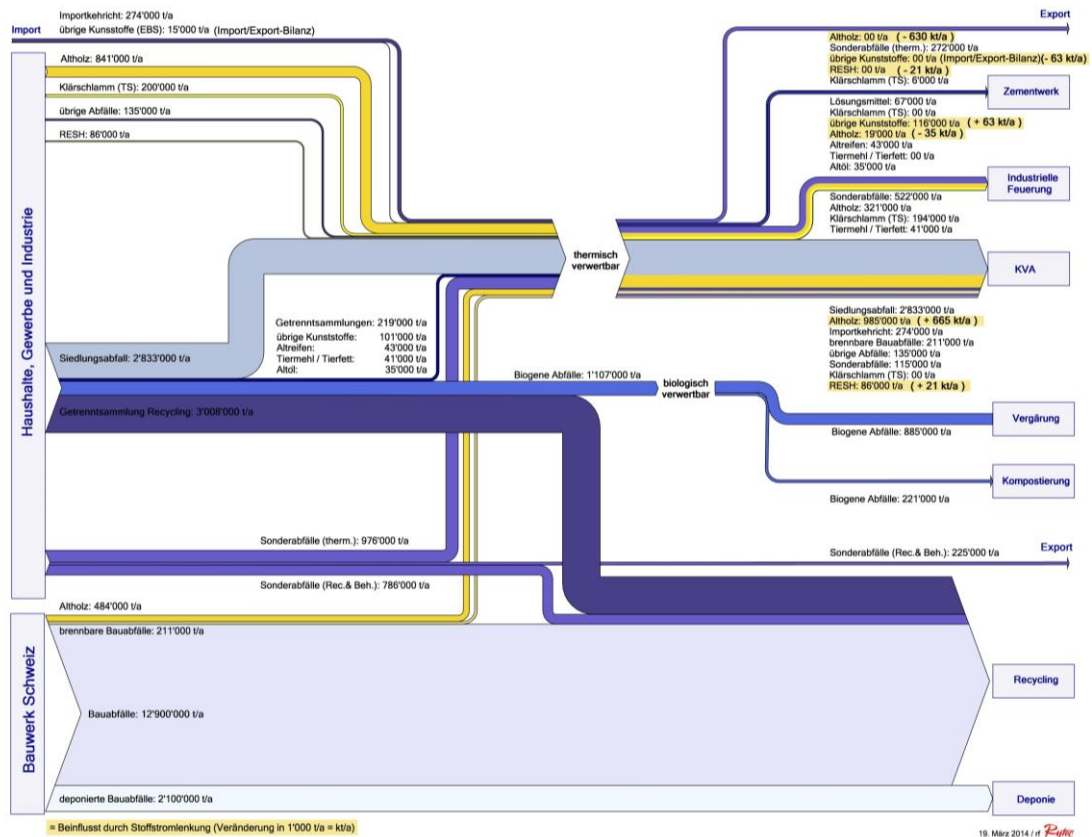 Import
Importkehricht: 274'000 t/a
übrige Kunsstoffe (EBS): 15'000 t/a (Import/Export-Bilanz)
Haushalte, Gewerbe und Industrie
Altholz: 841'000 t/a
Klärschlamm (TS): 200'000 t/a
übrige Abfälle: 135'000 t/a
RESH: 86'000 t/a
Siedlungsabfall: 2'833'000 t/a
Getrenntsammlung Recycling: 3'008'000 t/a
Getrenntsammlungen: 219'000 t/a
übrige Kunststoffe: 101'000 t/a
Altreifen: 43'000 t/a
Tiermehl / Tierfett: 41'000 t/a
Altöl: 35'000 t/a
Sonderabfälle (therm.): 976'000 t/a
Sonderabfälle (Rec.& Beh.): 786'000 t/a
Bauwerk Schweiz
Altholz: 484'000 t/a
brennbare Bauabfälle: 211'000 t/a
Bauabfälle: 12'900'000 t/a
deponierte Bauabfälle: 2'100'000 t/a
thermisch
verwertbar
Biogene Abfälle: 1'107'000 t/a
biologisch
verwertbar
Export
Altholz: 00 t/a ( - 630 kt/a)
Sonderabfälle (therm.): 272'000 t/a
übrige Kunststoffe: 00 t/a (Import/Export-Bilanz)(- 63 kt/a)
RESH: 00 t/a ( - 21 kt/a)
Klärschlamm (TS): 6'000 t/a
Zementwerk
Lösungsmittel: 67'000 t/a
Klärschlamm (TS): 00 t/a
übrige Kunststoffe: 116'000 t/a ( + 63 kt/a )
Altholz: 19'000 t/a ( - 35 kt/a)
Altreifen: 43'000 t/a
Tiermehl / Tierfett: 00 t/a
Altöl: 35'000 t/a
Industrielle
Feuerung
Sonderabfälle: 522'000 t/a
Altholz: 321'000 t/a
Klärschlamm (TS): 194'000 t/a
Tiermehl / Tierfett: 41'000 t/a
KVA
Siedlungsabfall: 2'833'000 t/a
Altholz: 985'000 t/a ( + 665 kt/a)
Importkehricht: 274'000 t/a
brennbare Bauabfälle: 211'000 t/a
übrige Abfälle: 135'000 t/a
Sonderabfälle: 115'000 t/a
Klärschlamm (TS): 00 t/a
RESH: 86'000 t/a ( + 21 kt/a)
Vergärung
Biogene Abfälle: 885'000 t/a
Kompostierung
Biogene Abfälle: 221'000 t/a
Sonderabfälle (Rec.& Beh.): 225'000 t/a
Export
Recycling
Deponie
= Beinflusst durch Stoffstromlenkung (Veränderung in 1'000 t/a = kt/a)
19. März 2014 / rf Rytec